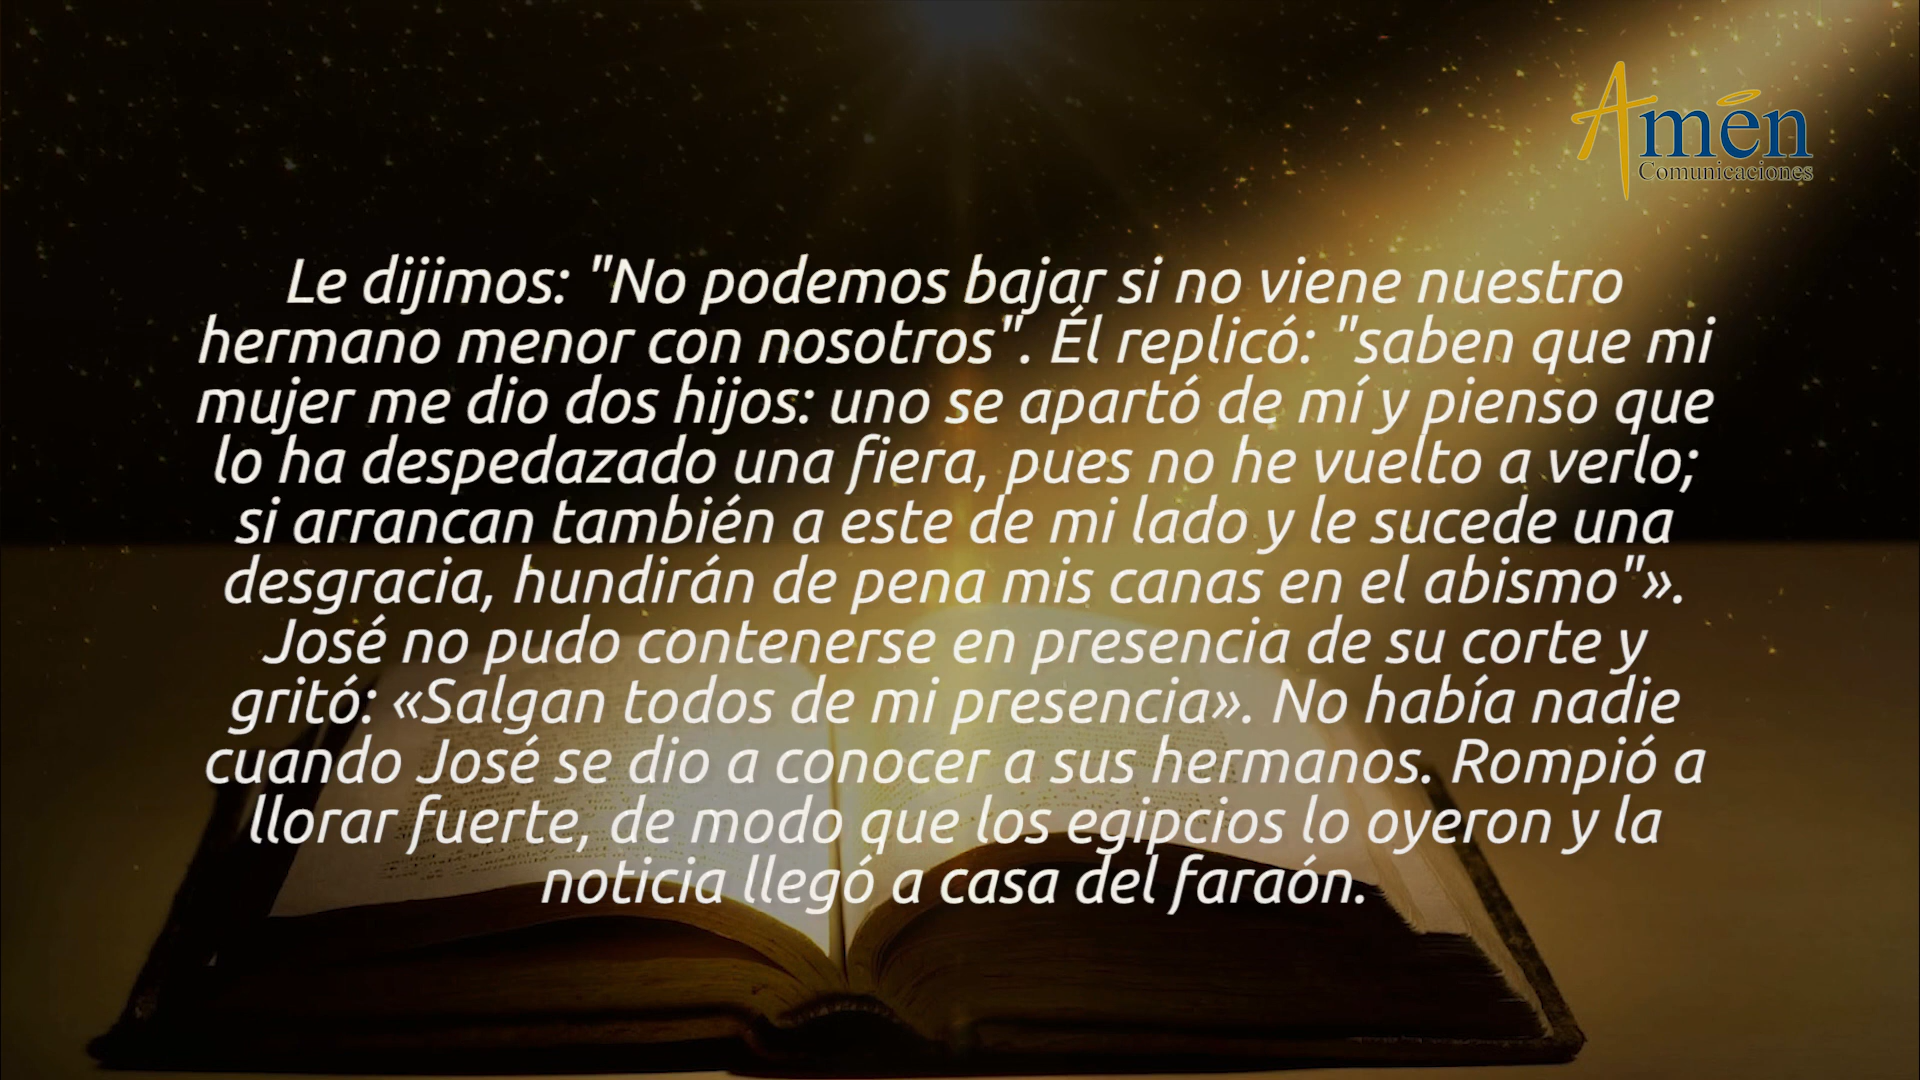 Amén
Comunicaciones
Le dijimos: "No podemos bajar si no viene nuestro
hermano menor con nosotros". Él replicó: "saben que mi
mujer me dio dos hijos: uno se apartó de mí y pienso que
lo ha despedazado una fiera, pues no he vuelto a verlo;
si arrancan también a este de mi lado y le sucede una
desgracia, hundirán de pena mis canas en el abismo"».
José no pudo contenerse en presencia de su corte y
gritó: «Salgan todos de mi presencia». No había nadie
cuando José se dio a conocer a sus hermanos. Rompió a
llorar fuerte, de modo que los egipcios lo oyeron y la
noticia llegó a casa del faraón.